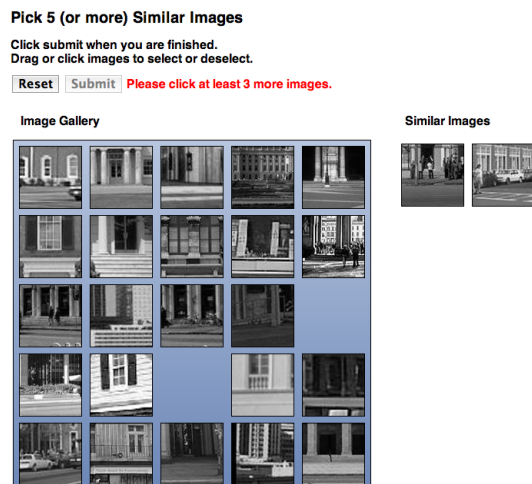 Pick 5 (or more) Similar Images
Click submit when you are finished.
Drag or click images to select or deselect.
Reset Submit Please click at least 3 more images.
Image Gallery Similar Images